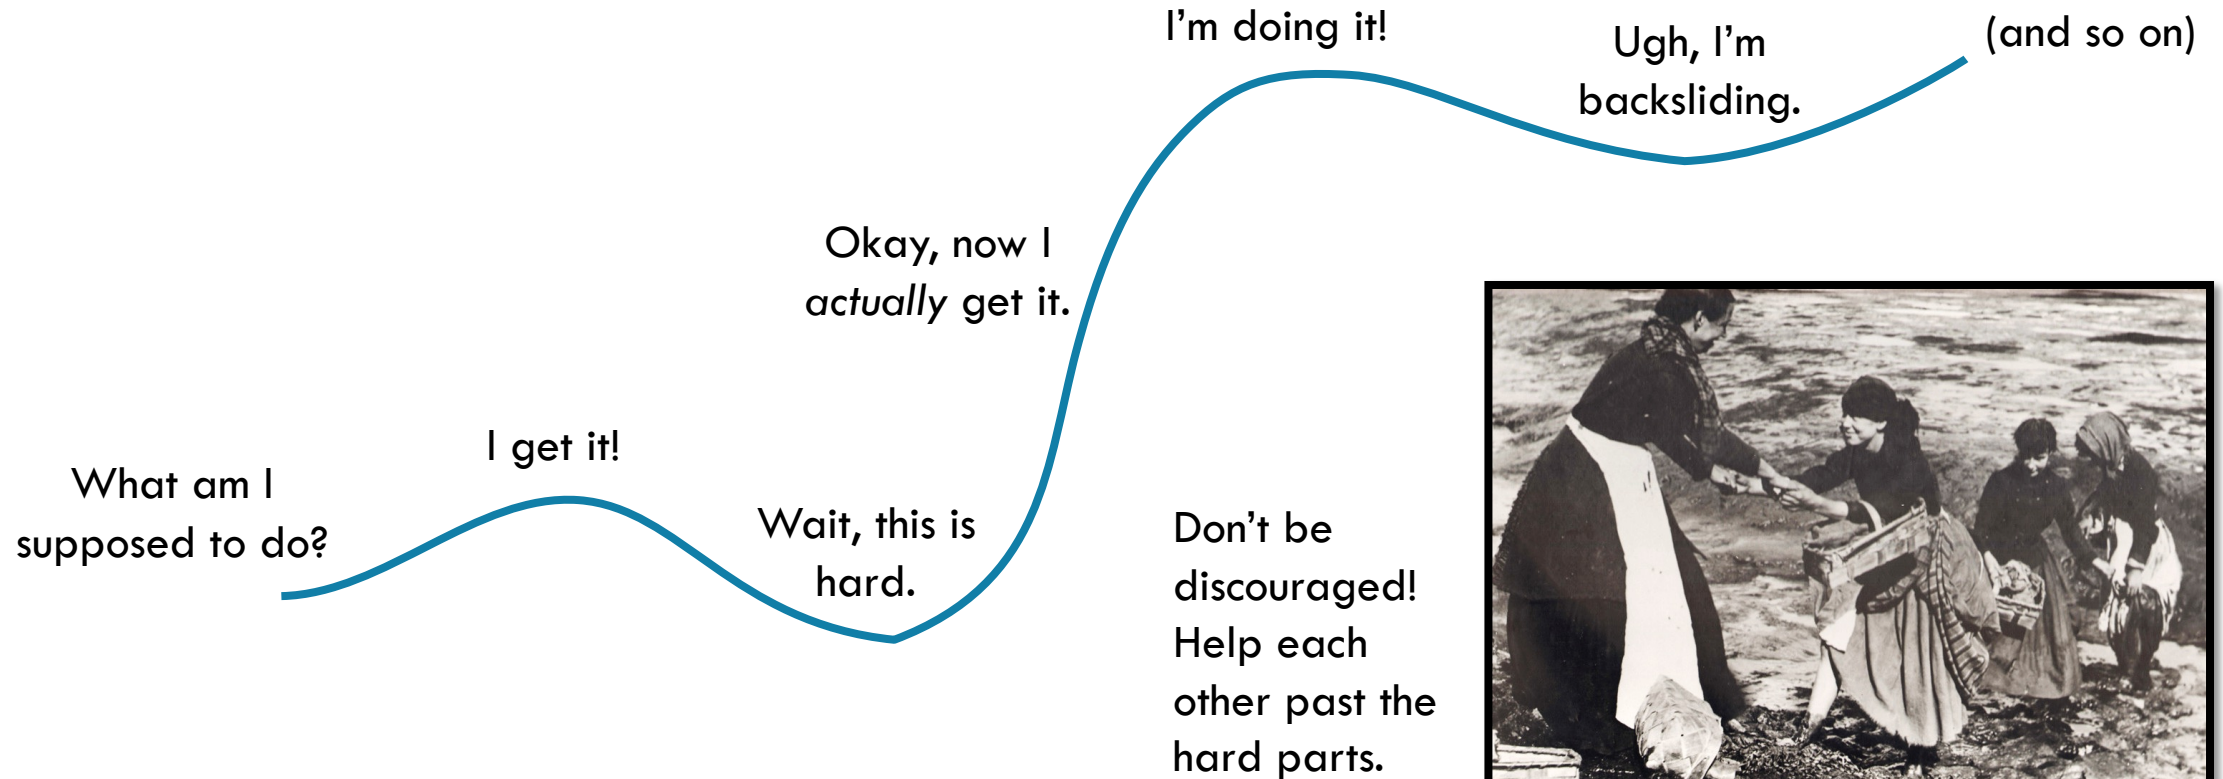 What am I
supposed to do?
I get it!
Wait, this is
hard.
Okay, now I
actually get it.
I'm doing it!
Ugh, I'm
backsliding.
(and so on)
Don't be
discouraged!
Help each
other past the
hard parts.